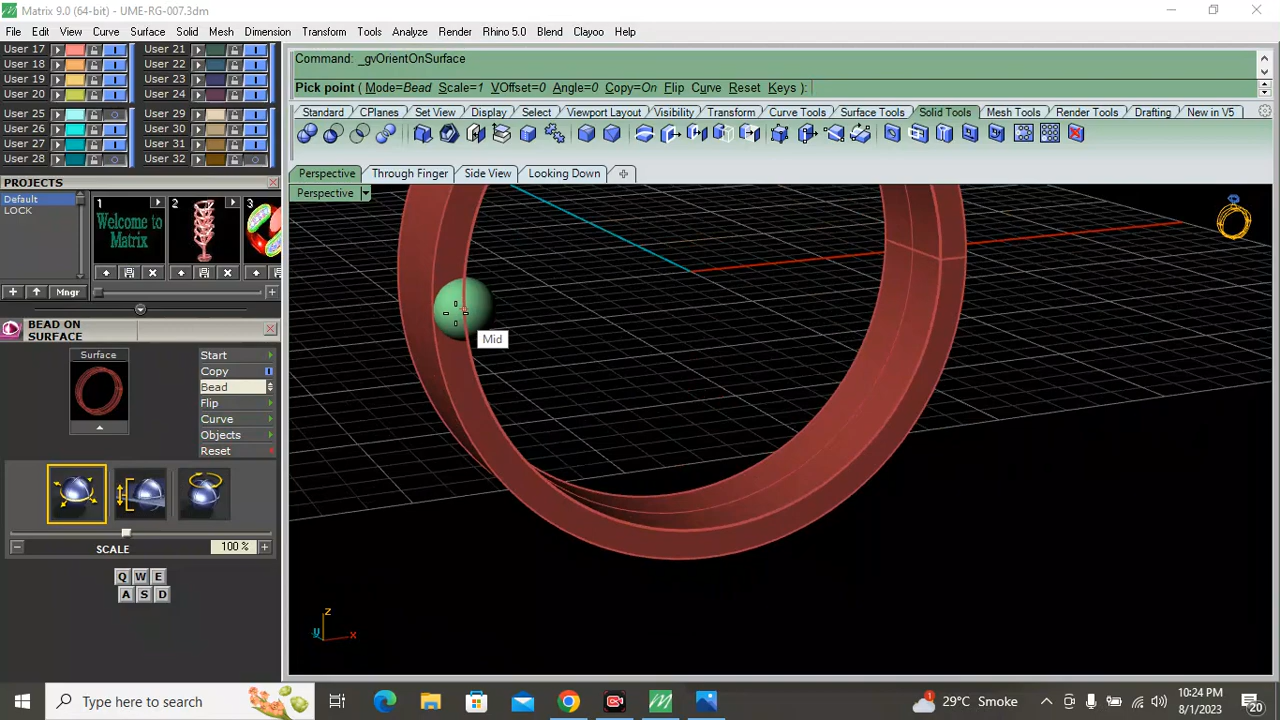 Matrix 9.0 (64-bit) - UME-RG-007.3dm
File Edit View Curve Surface Solid Mesh Dimension Transform Tools Analyze Render Rhino 5.0 Blend Clayoo Help
User 17 User 21
User 18 User 22
User 19 User 23
User 20 User 24
User 25 User 29
User 26 User 30
User 27 User 31
User 28 User 32
Command: _gvOrientOnSurface
Pick point ( Mode=Bead Scale=1 VOffset=0 Angle=0 Copy=On Flip Curve Reset Keys ):
Standard CPlanes Set View Display Select Viewport Layout Visibility Transform Curve Tools Surface Tools Solid Tools Mesh Tools Render Tools Drafting New in V5
Perspective Through Finger Side View Looking Down
Perspective
PROJECTS
Default
LOCK
1 2 3
Welcome to Matrix
Mngr
BEAD ON SURFACE
Surface
Start
Copy
Bead
Flip
Curve
Objects
Reset
SCALE 100 %
Q W E
A S D
Mid
z
y x
Type here to search
29°C Smoke
10:24 PM
8/1/2023
1
20